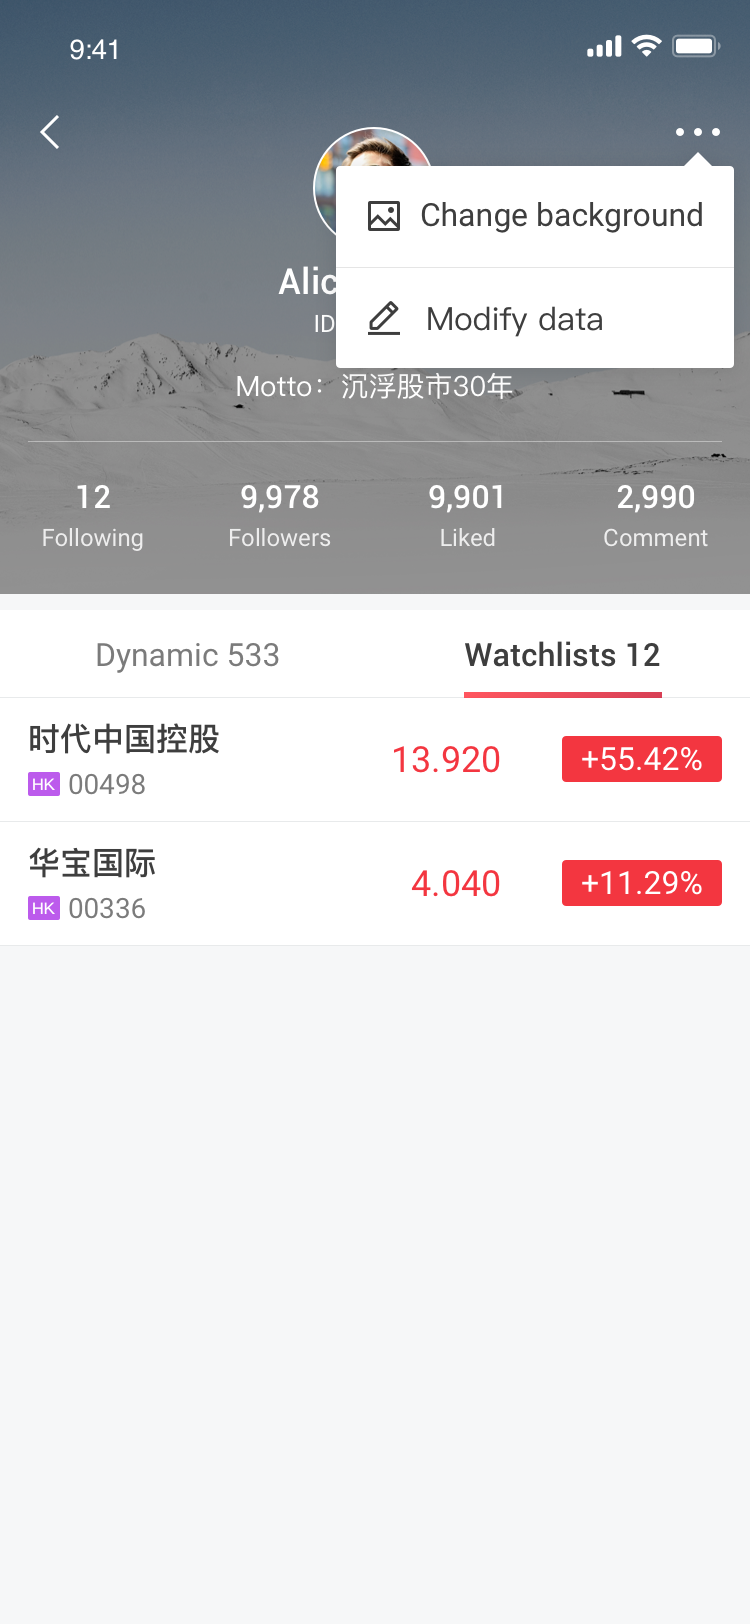 9:41
Change background
Alic
ID
Modify data
Motto：沉浮股市30年
12 9,978 9,901 2,990
Following Followers Liked Comment
Dynamic 533 Watchlists 12
时代中国控股
HK 00498
13.920 +55.42%
华宝国际
HK 00336
4.040 +11.29%